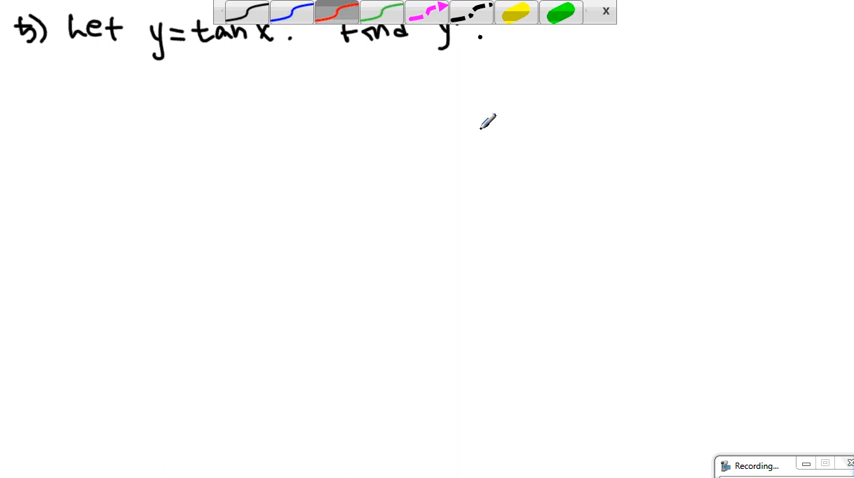 b) Let y = tan x. Find y
x
Recording...